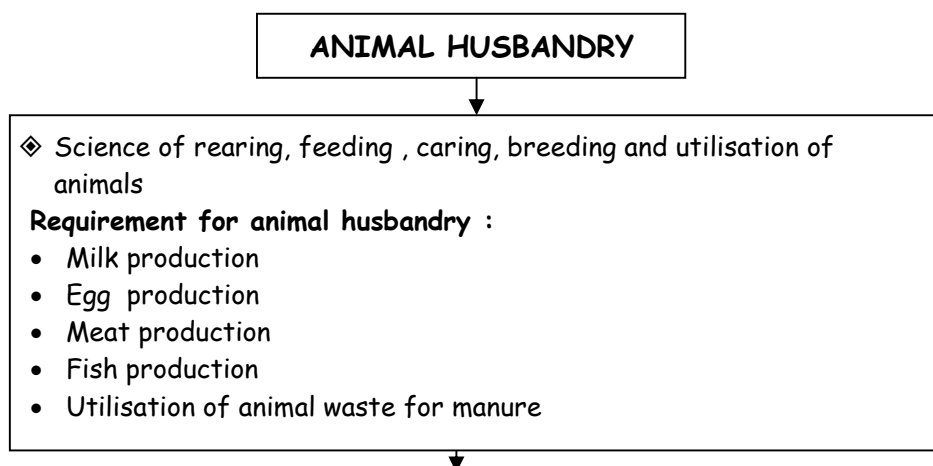 ANIMAL HUSBANDRY
◈ Science of rearing, feeding , caring, breeding and utilisation of
animals
Requirement for animal husbandry :
• Milk production
• Egg production
• Meat production
• Fish production
• Utilisation of animal waste for manure